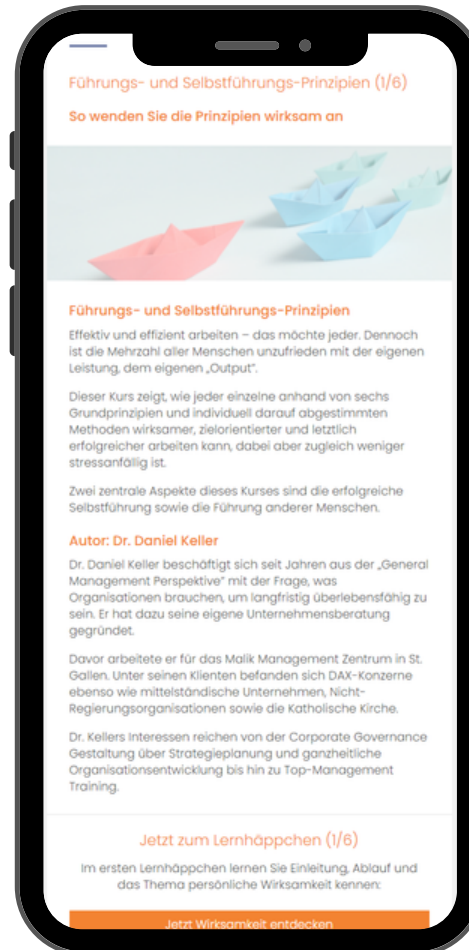 Führungs- und Selbstführungs-Prinzipien (1/6)
So wenden Sie die Prinzipien wirksam an
Führungs- und Selbstführungs-Prinzipien
Effektiv und effizient arbeiten – das möchte jeder. Dennoch
ist die Mehrzahl aller Menschen unzufrieden mit der eigenen
Leistung, dem eigenen „Output".
Dieser Kurs zeigt, wie jeder einzelne anhand von sechs
Grundprinzipien und individuell darauf abgestimmten
Methoden wirksamer, zielorientierter und letztlich
erfolgreicher arbeiten kann, dabei aber zugleich weniger
stressanfällig ist.
Zwei zentrale Aspekte dieses Kurses sind die erfolgreiche
Selbstführung sowie die Führung anderer Menschen.
Autor: Dr. Daniel Keller
Dr. Daniel Keller beschäftigt sich seit Jahren aus der „General
Management Perspektive" mit der Frage, was
Organisationen brauchen, um langfristig überlebensfähig zu
sein. Er hat dazu seine eigene Unternehmensberatung
gegründet.
Davor arbeitete er für das Malik Management Zentrum in St.
Gallen. Unter seinen Klienten befanden sich DAX-Konzerne
ebenso wie mittelständische Unternehmen, Nicht-
Regierungsorganisationen sowie die Katholische Kirche.
Dr. Kellers Interessen reichen von der Corporate Governance
Gestaltung über Strategieplanung und ganzheitliche
Organisationsentwicklung bis hin zu Top-Management
Training.
Jetzt zum Lernhäppchen (1/6)
Im ersten Lernhäppchen lernen Sie Einleitung, Ablauf und
das Thema persönliche Wirksamkeit kennen:
Jetzt Wirksamkeit entdecken